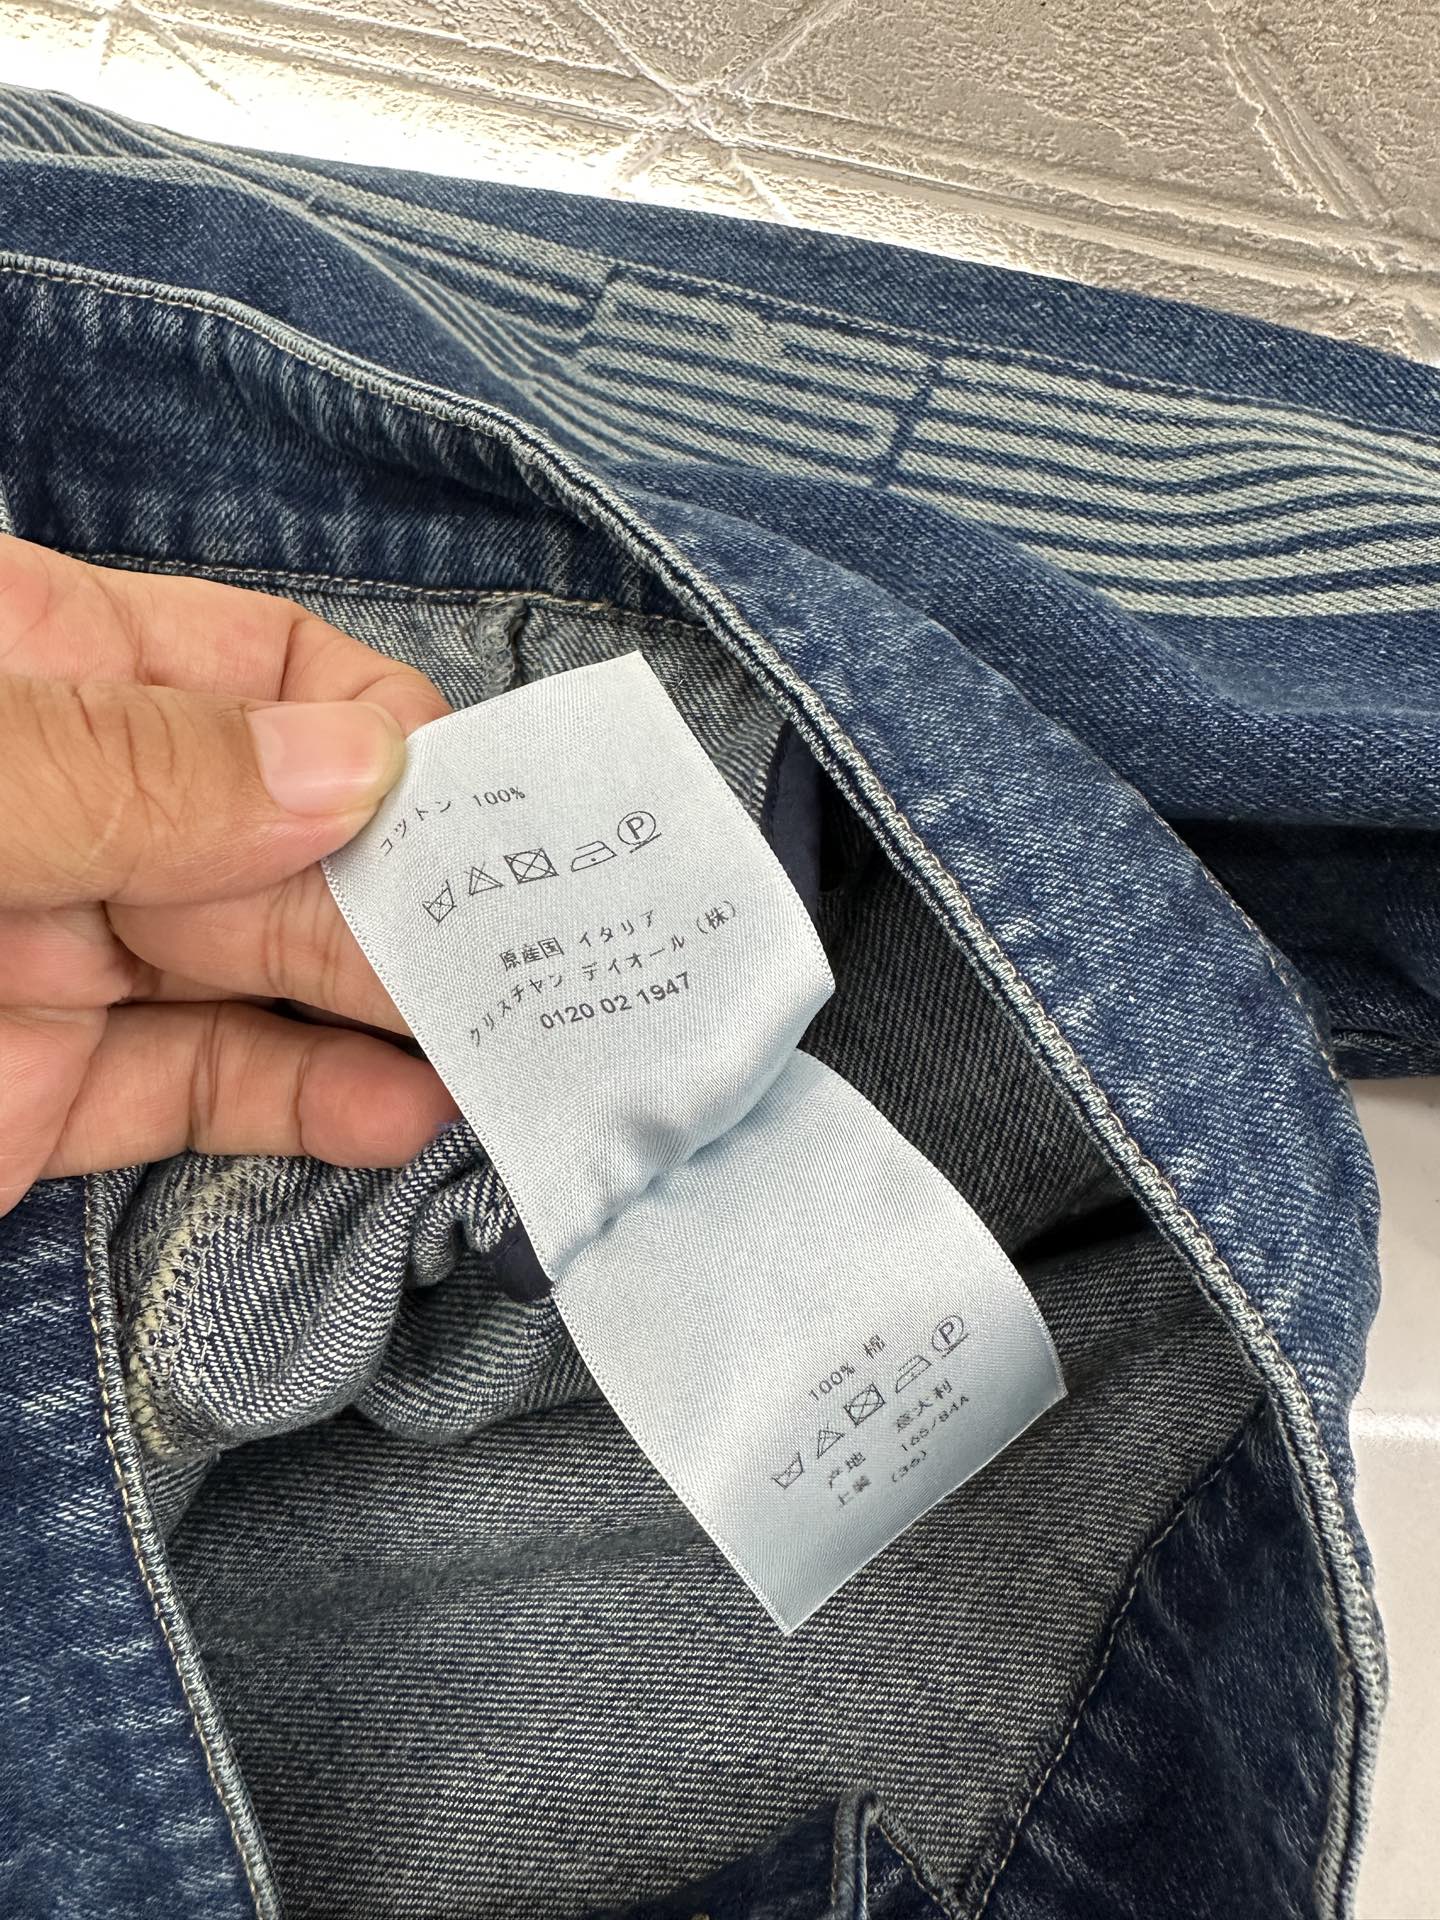 コットン 100%
P
原産国 イタリア
クリスチャン ディオール (株)
0120 02 1947
100% 棉
P
产地 意大利
上装 165/84A
(36)